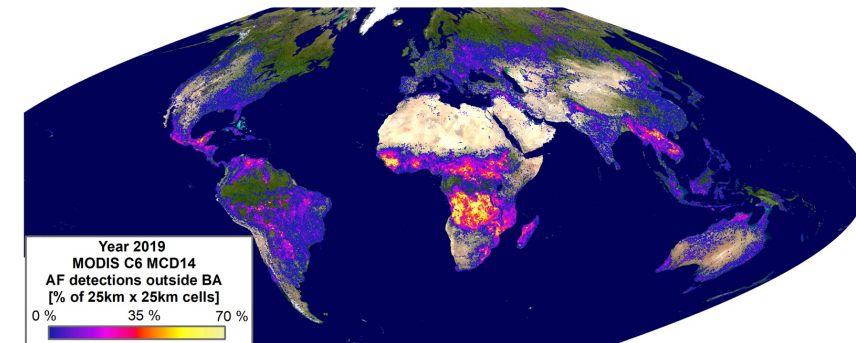 Year 2019
MODIS C6 MCD14
AF detections outside BA
[% of 25km x 25km cells]
0 % 35 % 70 %